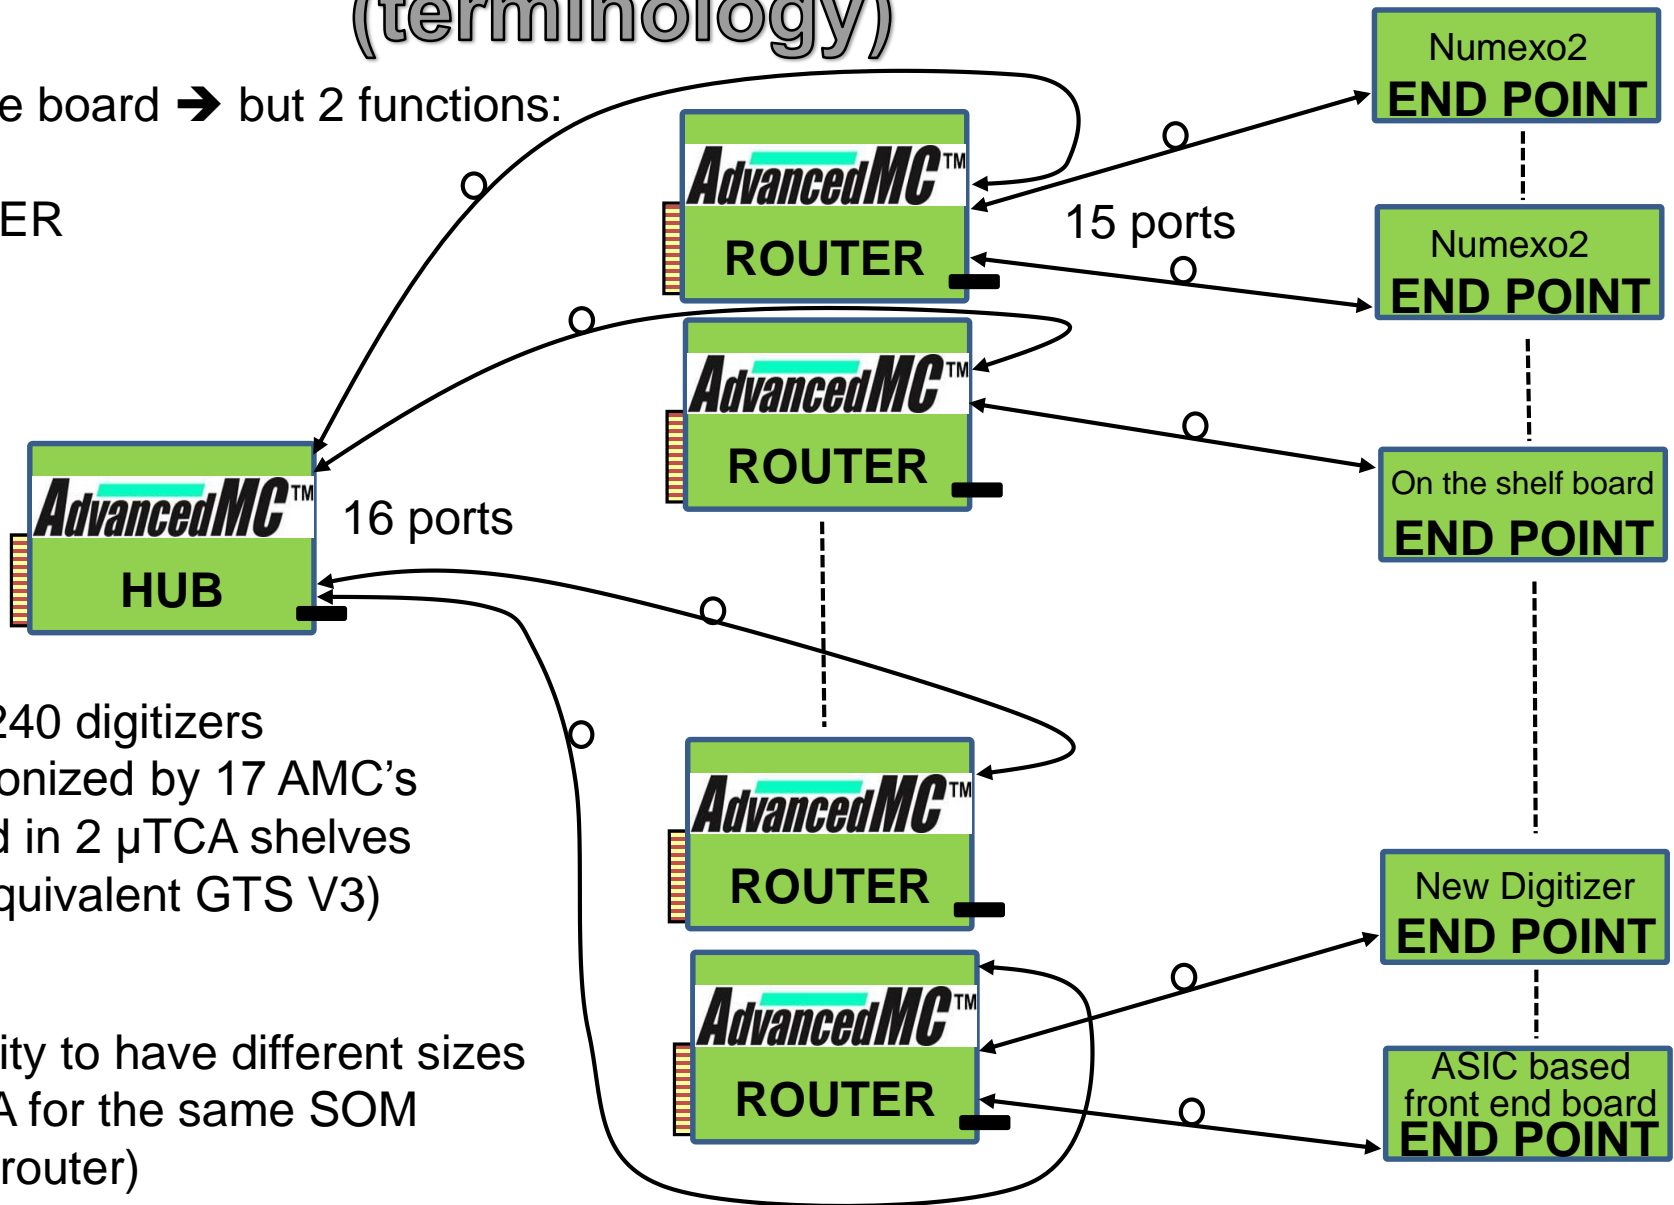 (terminology)
e board ➔ but 2 functions:
ER
AdvancedMC™
HUB
16 ports
240 digitizers
onized by 17 AMC's
d in 2 µTCA shelves
quivalent GTS V3)
ity to have different sizes
A for the same SOM
router)
AdvancedMC™
ROUTER
15 ports
AdvancedMC™
ROUTER
AdvancedMC™
ROUTER
AdvancedMC™
ROUTER
Numexo2
END POINT
Numexo2
END POINT
On the shelf board
END POINT
New Digitizer
END POINT
ASIC based
front end board
END POINT